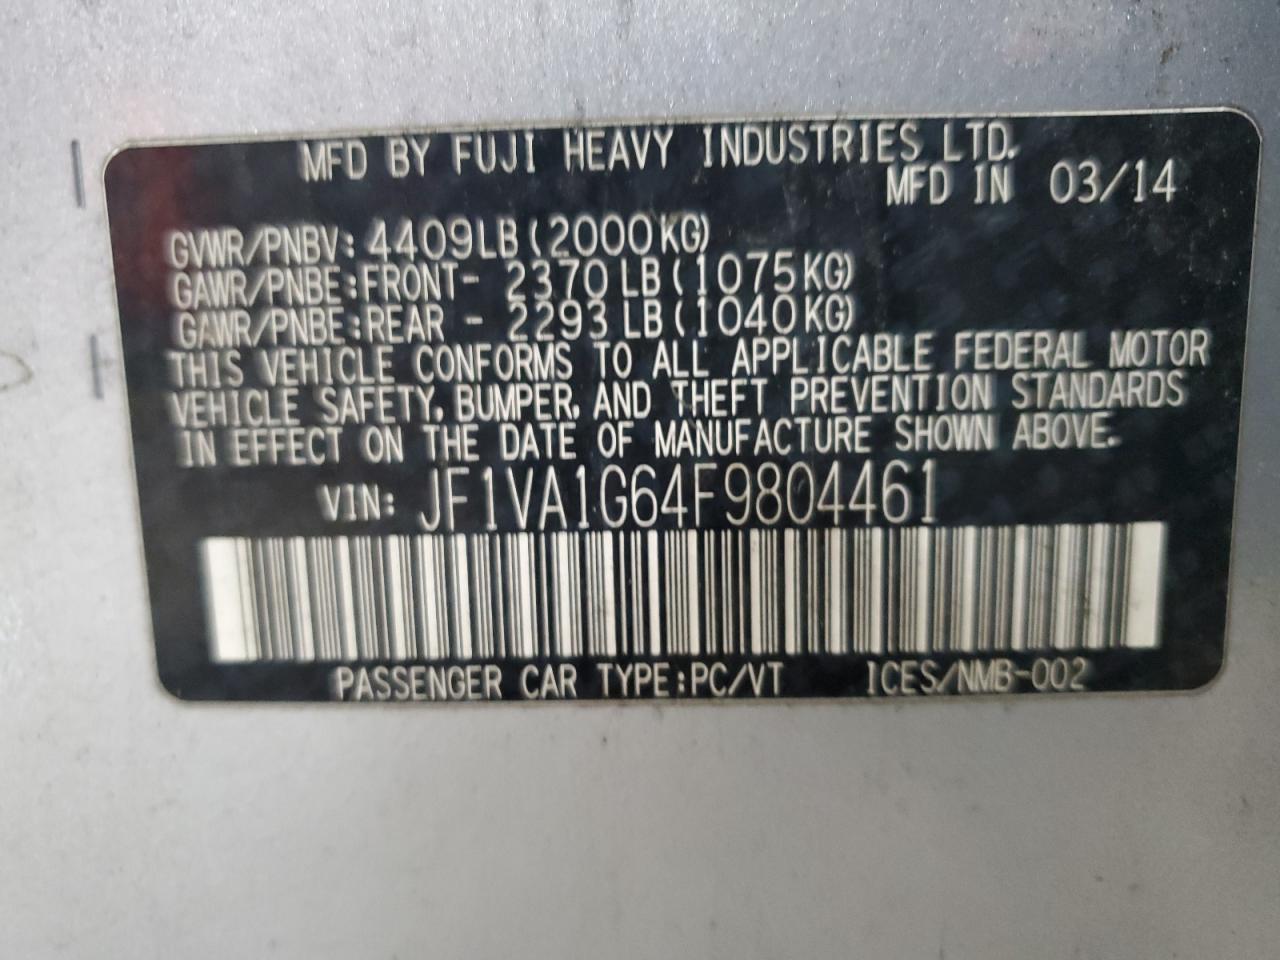 MFD BY FUJI HEAVY INDUSTRIES LTD.
MFD IN 03/14
GVWR/PNBV: 4409LB(2000KG)
GAWR/PNBE:FRONT- 2370LB(1075KG)
GAWR/PNBE:REAR - 2293LB(1040KG)
THIS VEHICLE CONFORMS TO ALL APPLICABLE FEDERAL MOTOR
VEHICLE SAFETY, BUMPER, AND THEFT PREVENTION STANDARDS
IN EFFECT ON THE DATE OF MANUFACTURE SHOWN ABOVE.
VIN: JF1VA1G64F9804461
PASSENGER CAR TYPE:PC/VT ICES/NMB-002